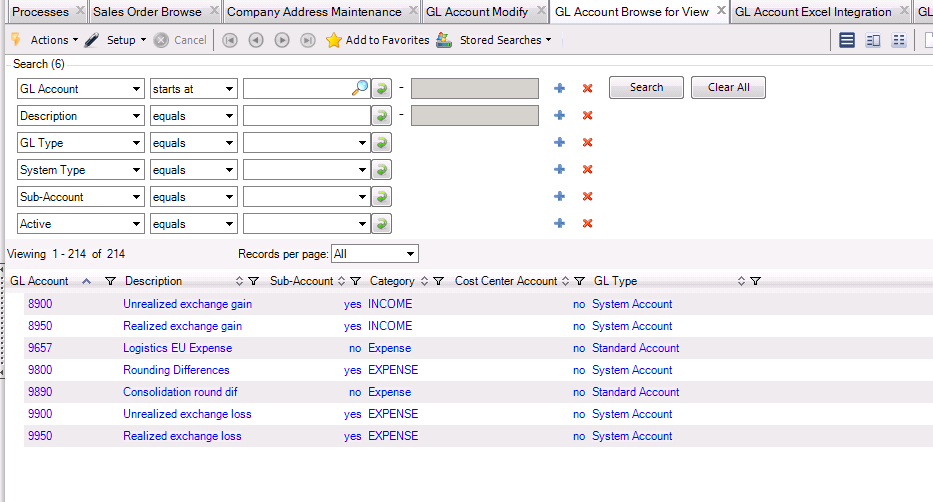 Processes Sales Order Browse Company Address Maintenance GL Account Modify GL Account Browse for View GL Account Excel Integration GL
Actions Setup Cancel Add to Favorites Stored Searches
Search (6)
GL Account starts at - Search Clear All
Description equals -
GL Type equals
System Type equals
Sub-Account equals
Active equals
Viewing 1 - 214 of 214 Records per page: All
GL Account Description Sub-Account Category Cost Center Account GL Type
8900 Unrealized exchange gain yes INCOME no System Account
8950 Realized exchange gain yes INCOME no System Account
9657 Logistics EU Expense no Expense no Standard Account
9800 Rounding Differences yes EXPENSE no System Account
9890 Consolidation round dif no Expense no Standard Account
9900 Unrealized exchange loss yes EXPENSE no System Account
9950 Realized exchange loss yes EXPENSE no System Account